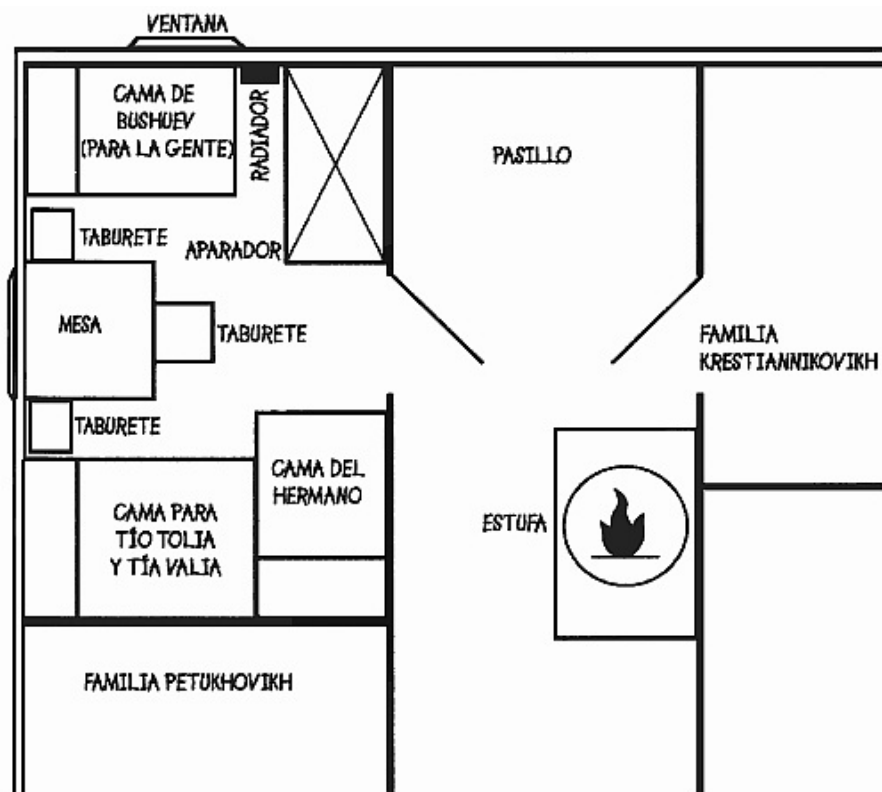 VENTANA
CAMA DE
BUSHUEV
(PARA LA GENTE)
RADIADOR
PASILLO
TABURETE
APARADOR
MESA
TABURETE
FAMILIA
KRESTIANNIKOVIKH
TABURETE
CAMA DEL
HERMANO
CAMA PARA
TÍO TOLIA
Y TÍA VALIA
ESTUFA
FAMILIA PETUKHOVIKH